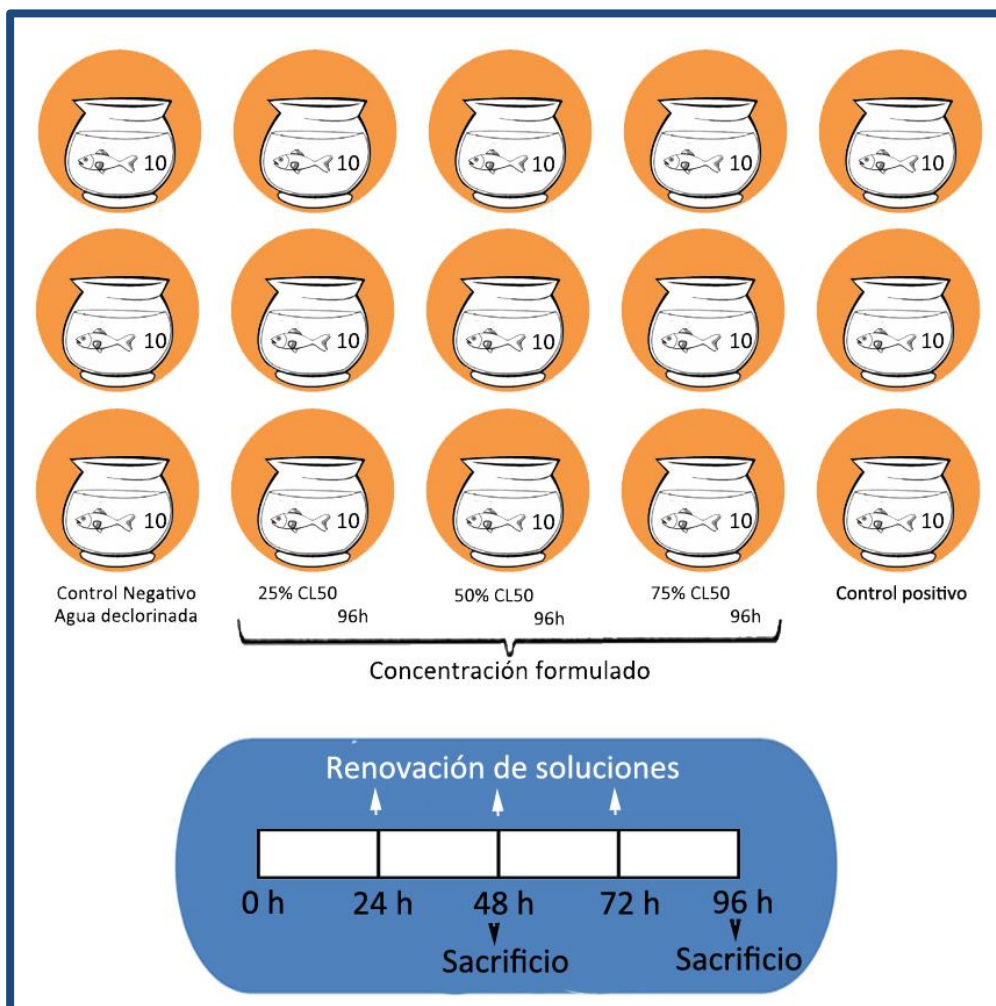 10 10 10 10 10
10 10 10 10 10
10 10 10 10 10
Control Negativo
Agua declorinada
25% CL50
96h
50% CL50
96h
75% CL50
96h
Control positivo
Concentración formulado
Renovación de soluciones
0 h 24 h 48 h 72 h 96 h
Sacrificio Sacrificio